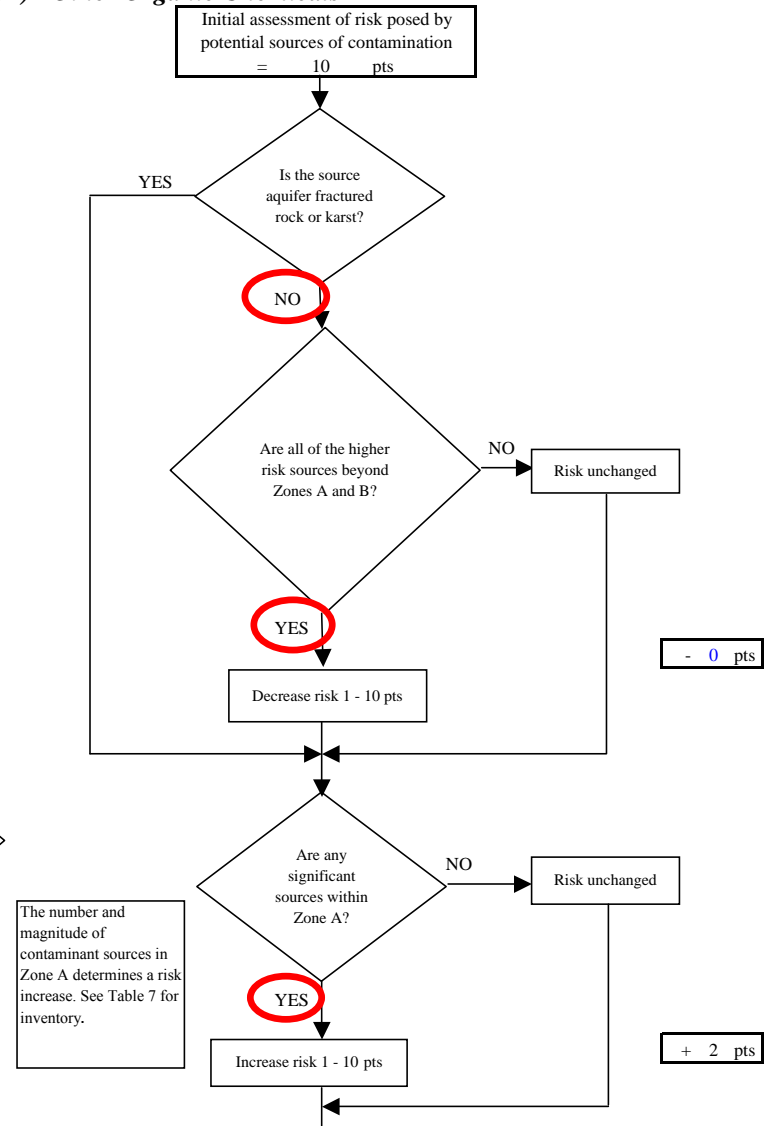 Initial assessment of risk posed by
potential sources of contamination
= 10 pts
Is the source
aquifer fractured
rock or karst?
YES
NO
Are all of the higher
risk sources beyond
Zones A and B?
NO
Risk unchanged
YES
- 0 pts
Decrease risk 1 - 10 pts
Are any
significant
sources within
Zone A?
NO
Risk unchanged
The number and
magnitude of
contaminant sources in
Zone A determines a risk
increase. See Table 7 for
inventory.
YES
Increase risk 1 - 10 pts
+ 2 pts